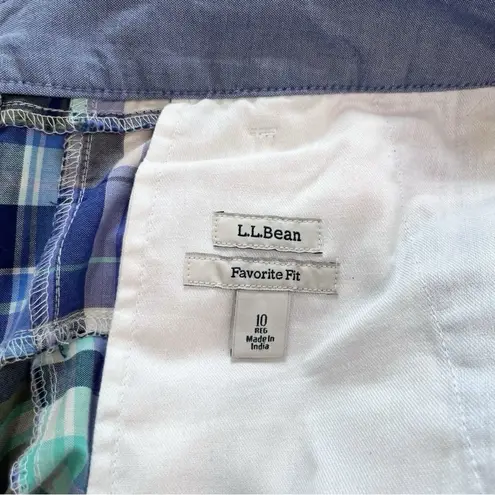 L.L.Bean
Favorite Fit
10
REG
Made In
India